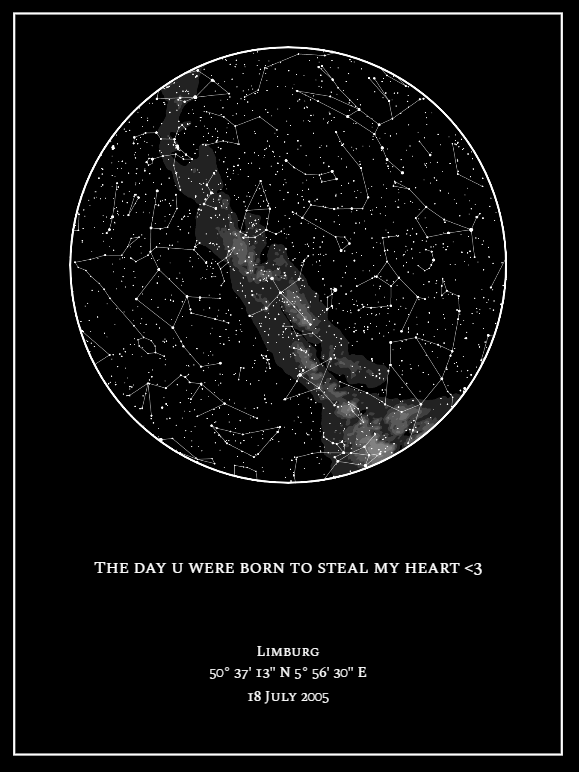 The day u were born to steal my heart <3
Limburg
50° 37' 13" N 5° 56' 30" E
18 July 2005